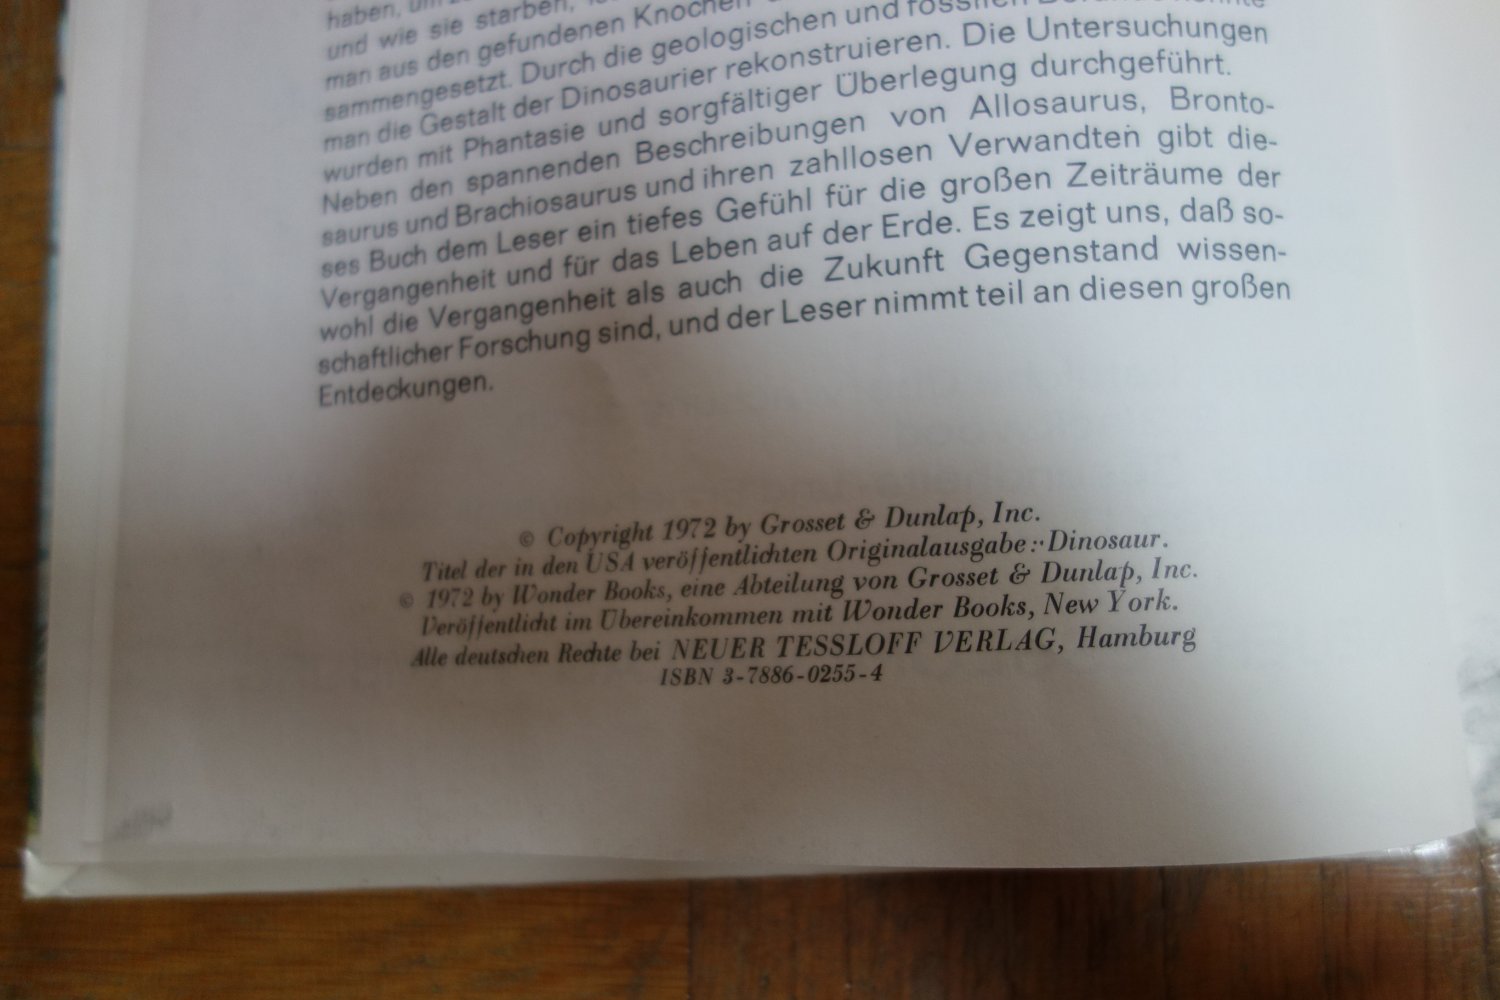 haben, um
und wie sie starben,
man aus den gefundenen Knochen
sammengesetzt. Durch die geologischen und fossilen
man die Gestalt der Dinosaurier rekonstruieren. Die Untersuchungen
wurden mit Phantasie und sorgfältiger Überlegung durchgeführt.
Neben den spannenden Beschreibungen von Allosaurus, Bronto-
saurus und Brachiosaurus und ihren zahllosen Verwandten gibt die-
ses Buch dem Leser ein tiefes Gefühl für die großen Zeiträume der
Vergangenheit und für das Leben auf der Erde. Es zeigt uns, daß so-
wohl die Vergangenheit als auch die Zukunft Gegenstand wissen-
schaftlicher Forschung sind, und der Leser nimmt teil an diesen großen
Entdeckungen.
© Copyright 1972 by Grosset & Dunlap, Inc.
Titel der in den USA veröffentlichten Originalausgabe: Dinosaur.
© 1972 by Wonder Books, eine Abteilung von Grosset & Dunlap, Inc.
Veröffentlicht im Übereinkommen mit Wonder Books, New York.
Alle deutschen Rechte bei NEUER TESSLOFF VERLAG, Hamburg
ISBN 3-7886-0255-4